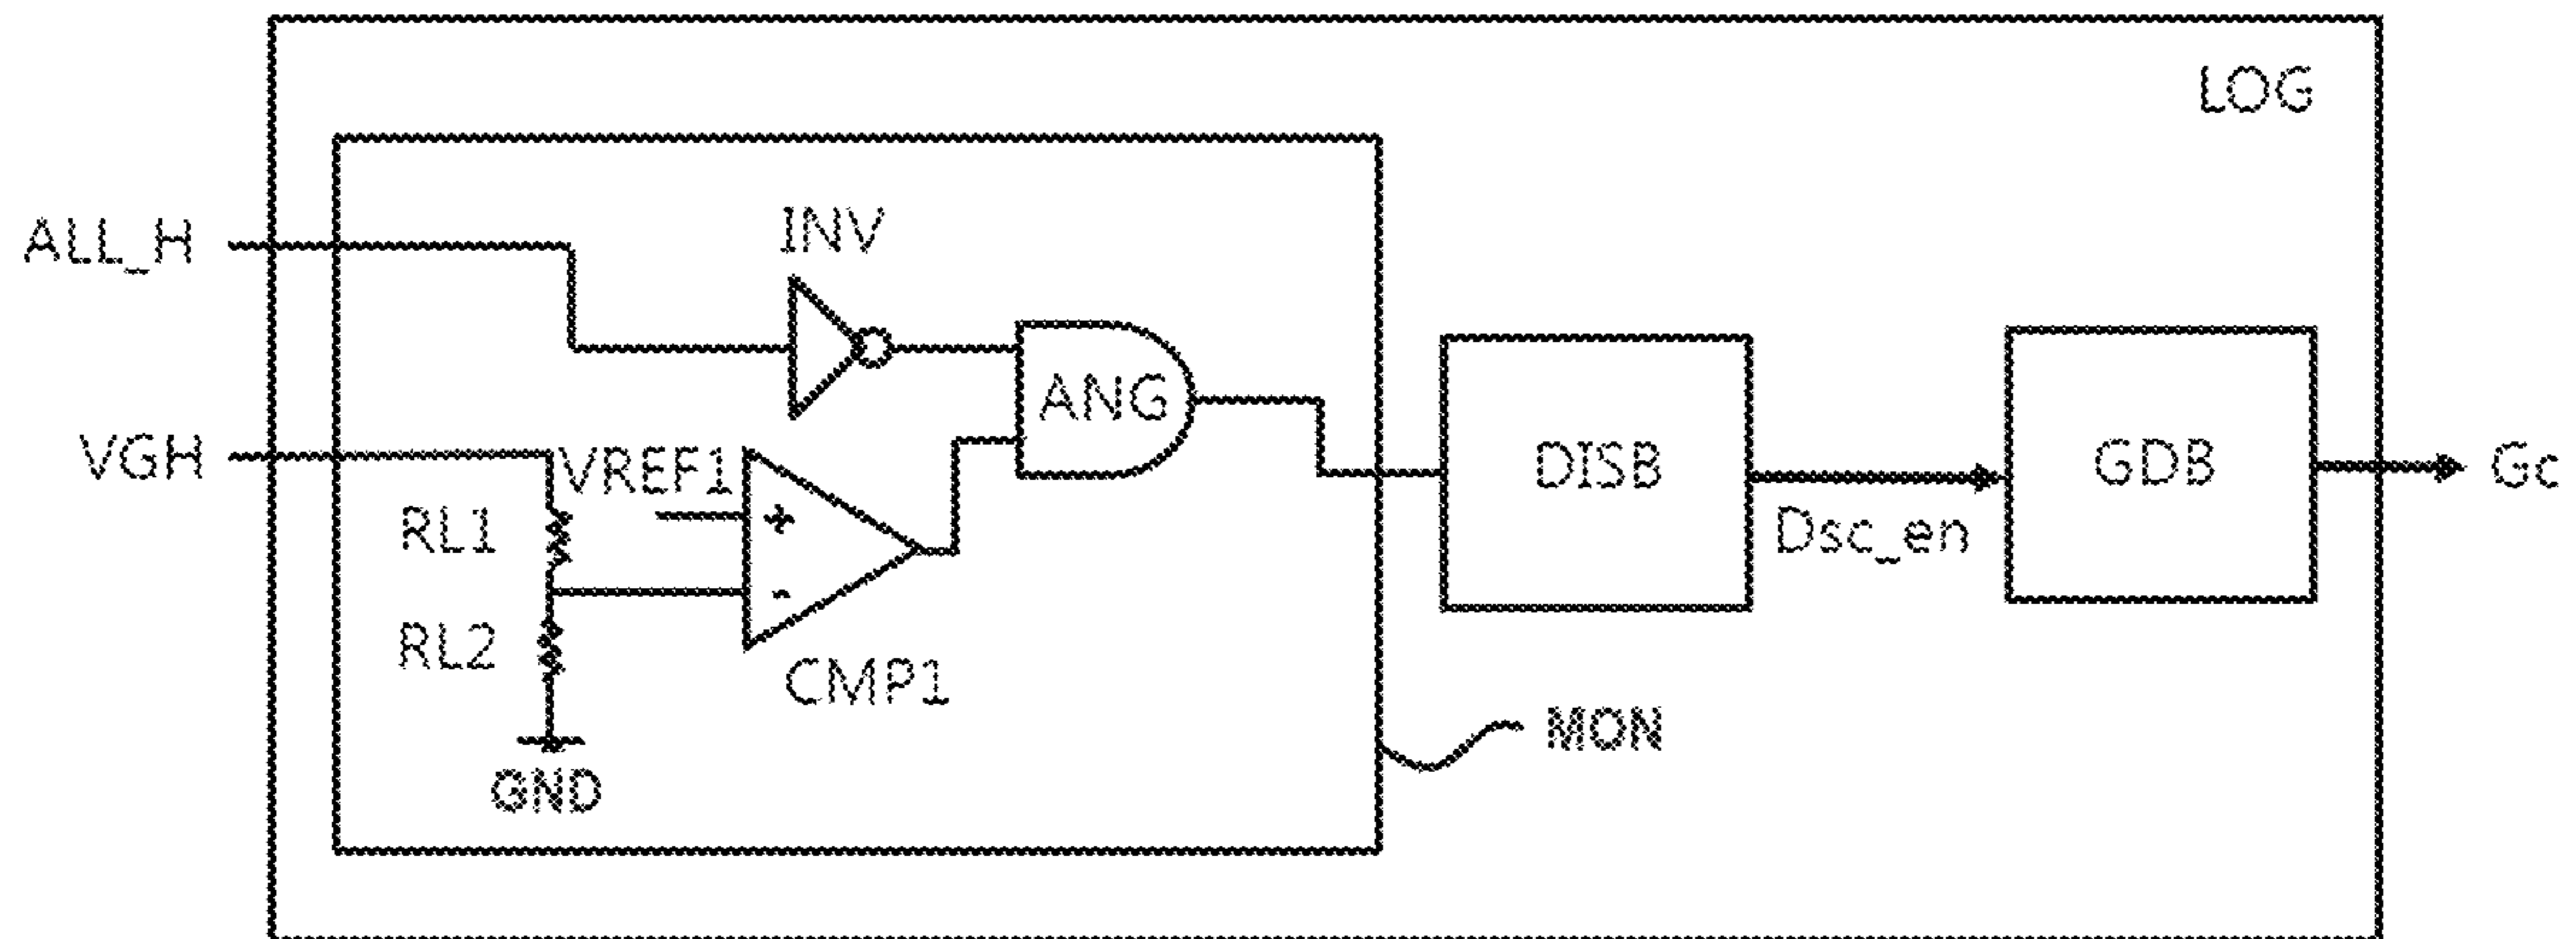 LOG
ALL_H
INV
ANG
VGH
VREF1
+
RL1
-
RL2
CMP1
GND
DISB
Dsc_en
GDB
Gc
MON